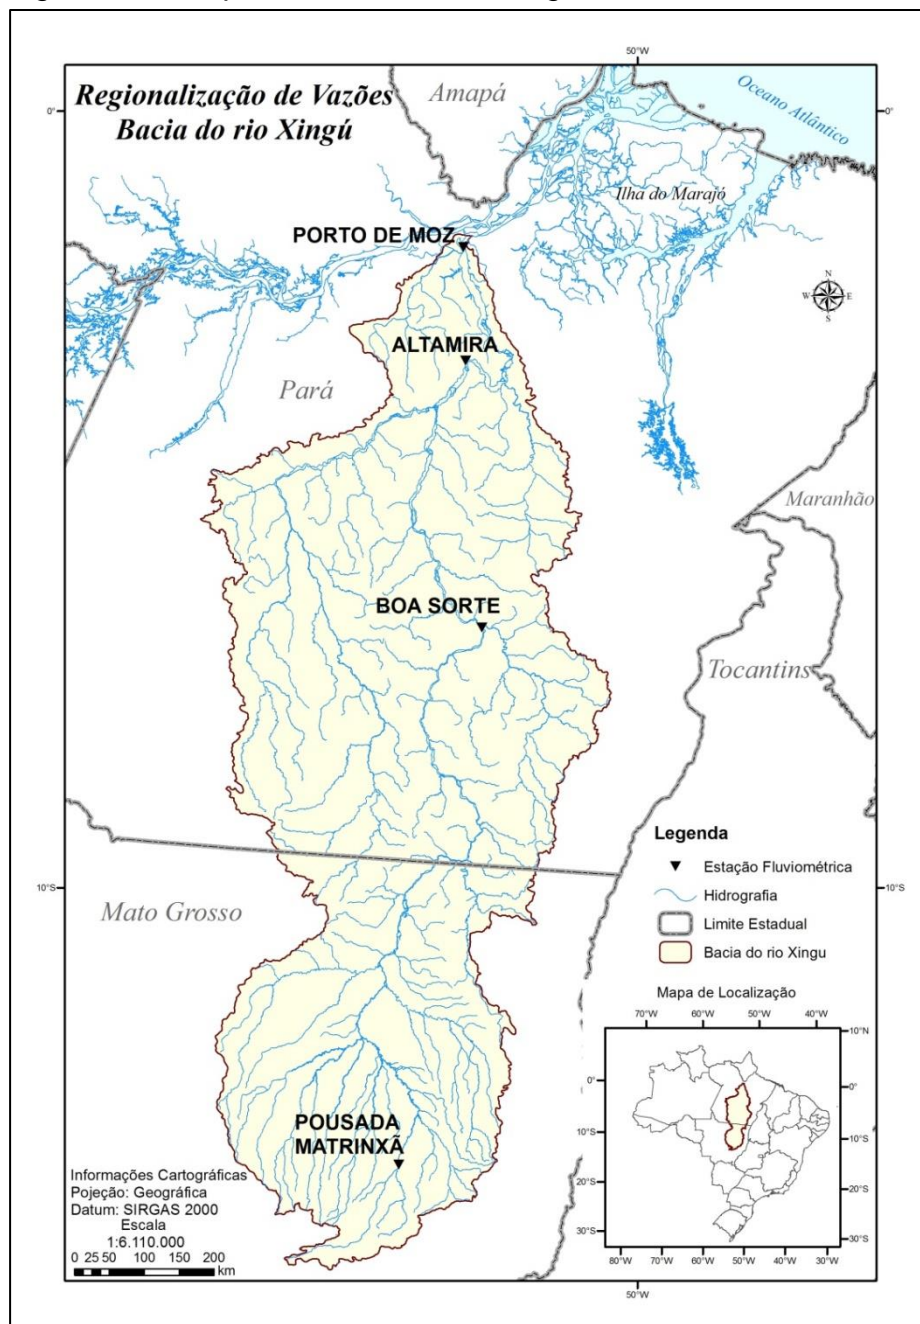 50°W
Regionalização de Vazões
Bacia do rio Xingú
Amapá
Oceano Atlântico
0°
0°
Ilha do Marajó
PORTO DE MOZ
N
W E
S
ALTAMIRA
Pará
Maranhão
BOA SORTE
Tocantins
Legenda
Estação Fluviométrica
Hidrografia
Limite Estadual
Bacia do rio Xingu
10°S
10°S
Mato Grosso
Mapa de Localização
70°W 60°W 50°W 40°W
10°N
0°
0°
10°S
10°S
20°S
20°S
30°S
30°S
80°W 70°W 60°W 50°W 40°W 30°W
POUSADA
MATRINXÃ
Informações Cartográficas
Pojeção: Geográfica
Datum: SIRGAS 2000
Escala
1:6.110.000
0 25 50 100 150 200
km
50°W